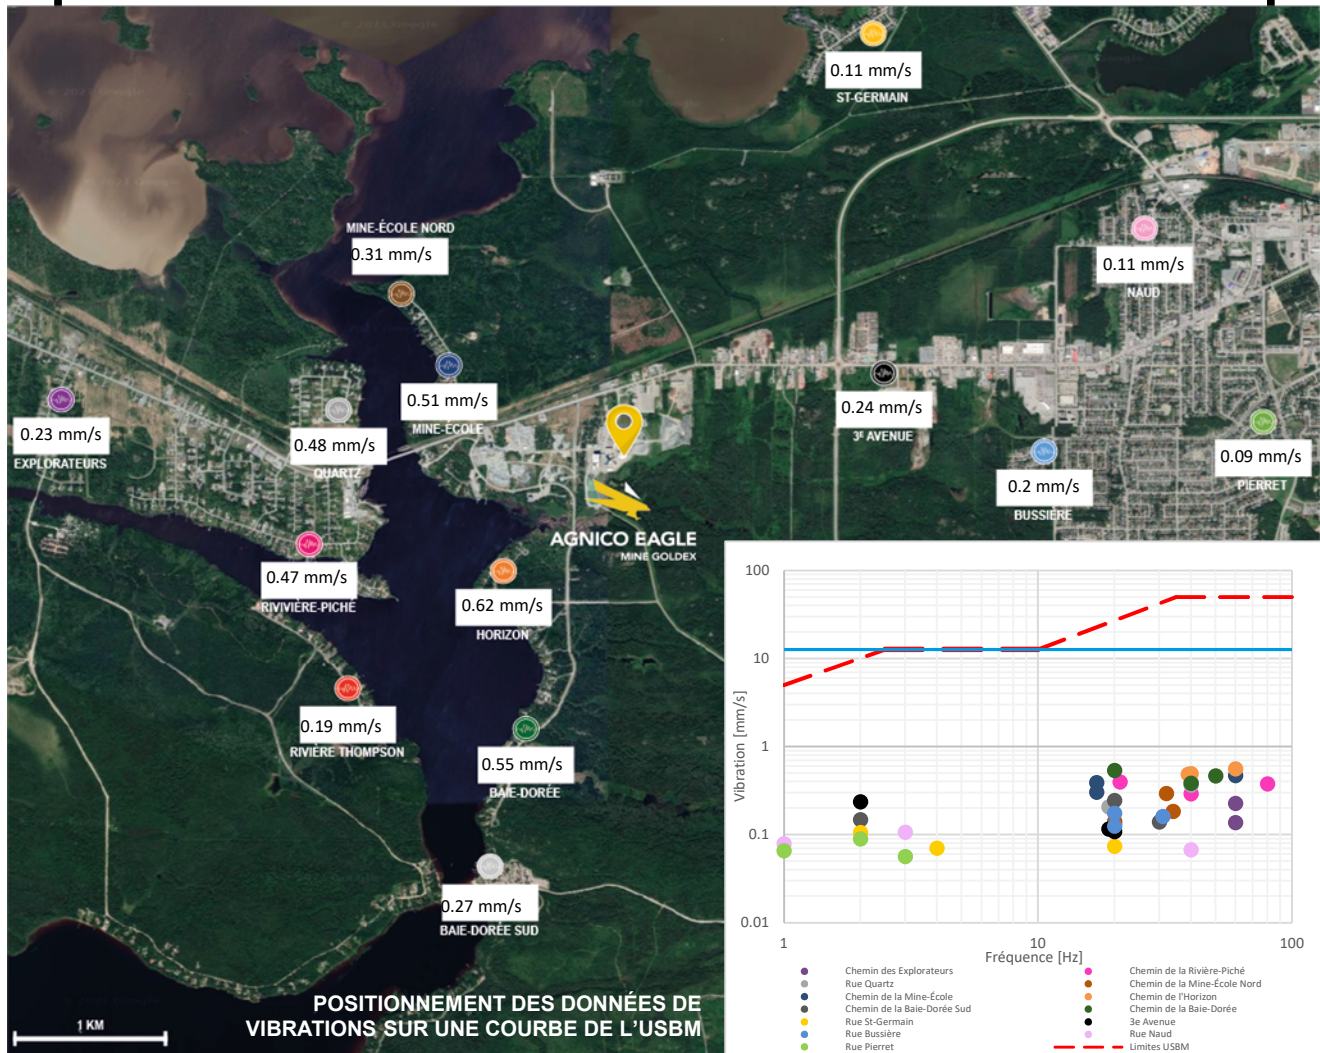 © 2021 Google
0.11 mm/s
ST-GERMAIN
MINE-ÉCOLE NORD
0.31 mm/s
0.11 mm/s
NAUD
0.51 mm/s
MINE-ÉCOLE
0.24 mm/s
3E AVENUE
0.23 mm/s
EXPLORATEURS
0.48 mm/s
QUARTZ
0.09 mm/s
PIERRET
0.2 mm/s
BUSSIÈRE
AGNICO EAGLE
MINE GOLDEX
0.47 mm/s
RIVIVIÈRE-PICHÉ
0.62 mm/s
HORIZON
0.19 mm/s
RIVIÈRE THOMPSON
0.55 mm/s
BAIE-DORÉE
0.27 mm/s
BAIE-DORÉE SUD
POSITIONNEMENT DES DONNÉES DE
VIBRATIONS SUR UNE COURBE DE L'USBM
1 KM
100
10
1
0.1
0.01
Vibration [mm/s]
1 10 100
Fréquence [Hz]
Chemin des Explorateurs
Chemin de la Rivière-Piché
Rue Quartz
Chemin de la Mine-École Nord
Chemin de la Mine-École
Chemin de l'Horizon
Chemin de la Baie-Dorée Sud
Chemin de la Baie-Dorée
Rue St-Germain
3e Avenue
Rue Bussière
Rue Naud
Rue Pierret
Limites USBM